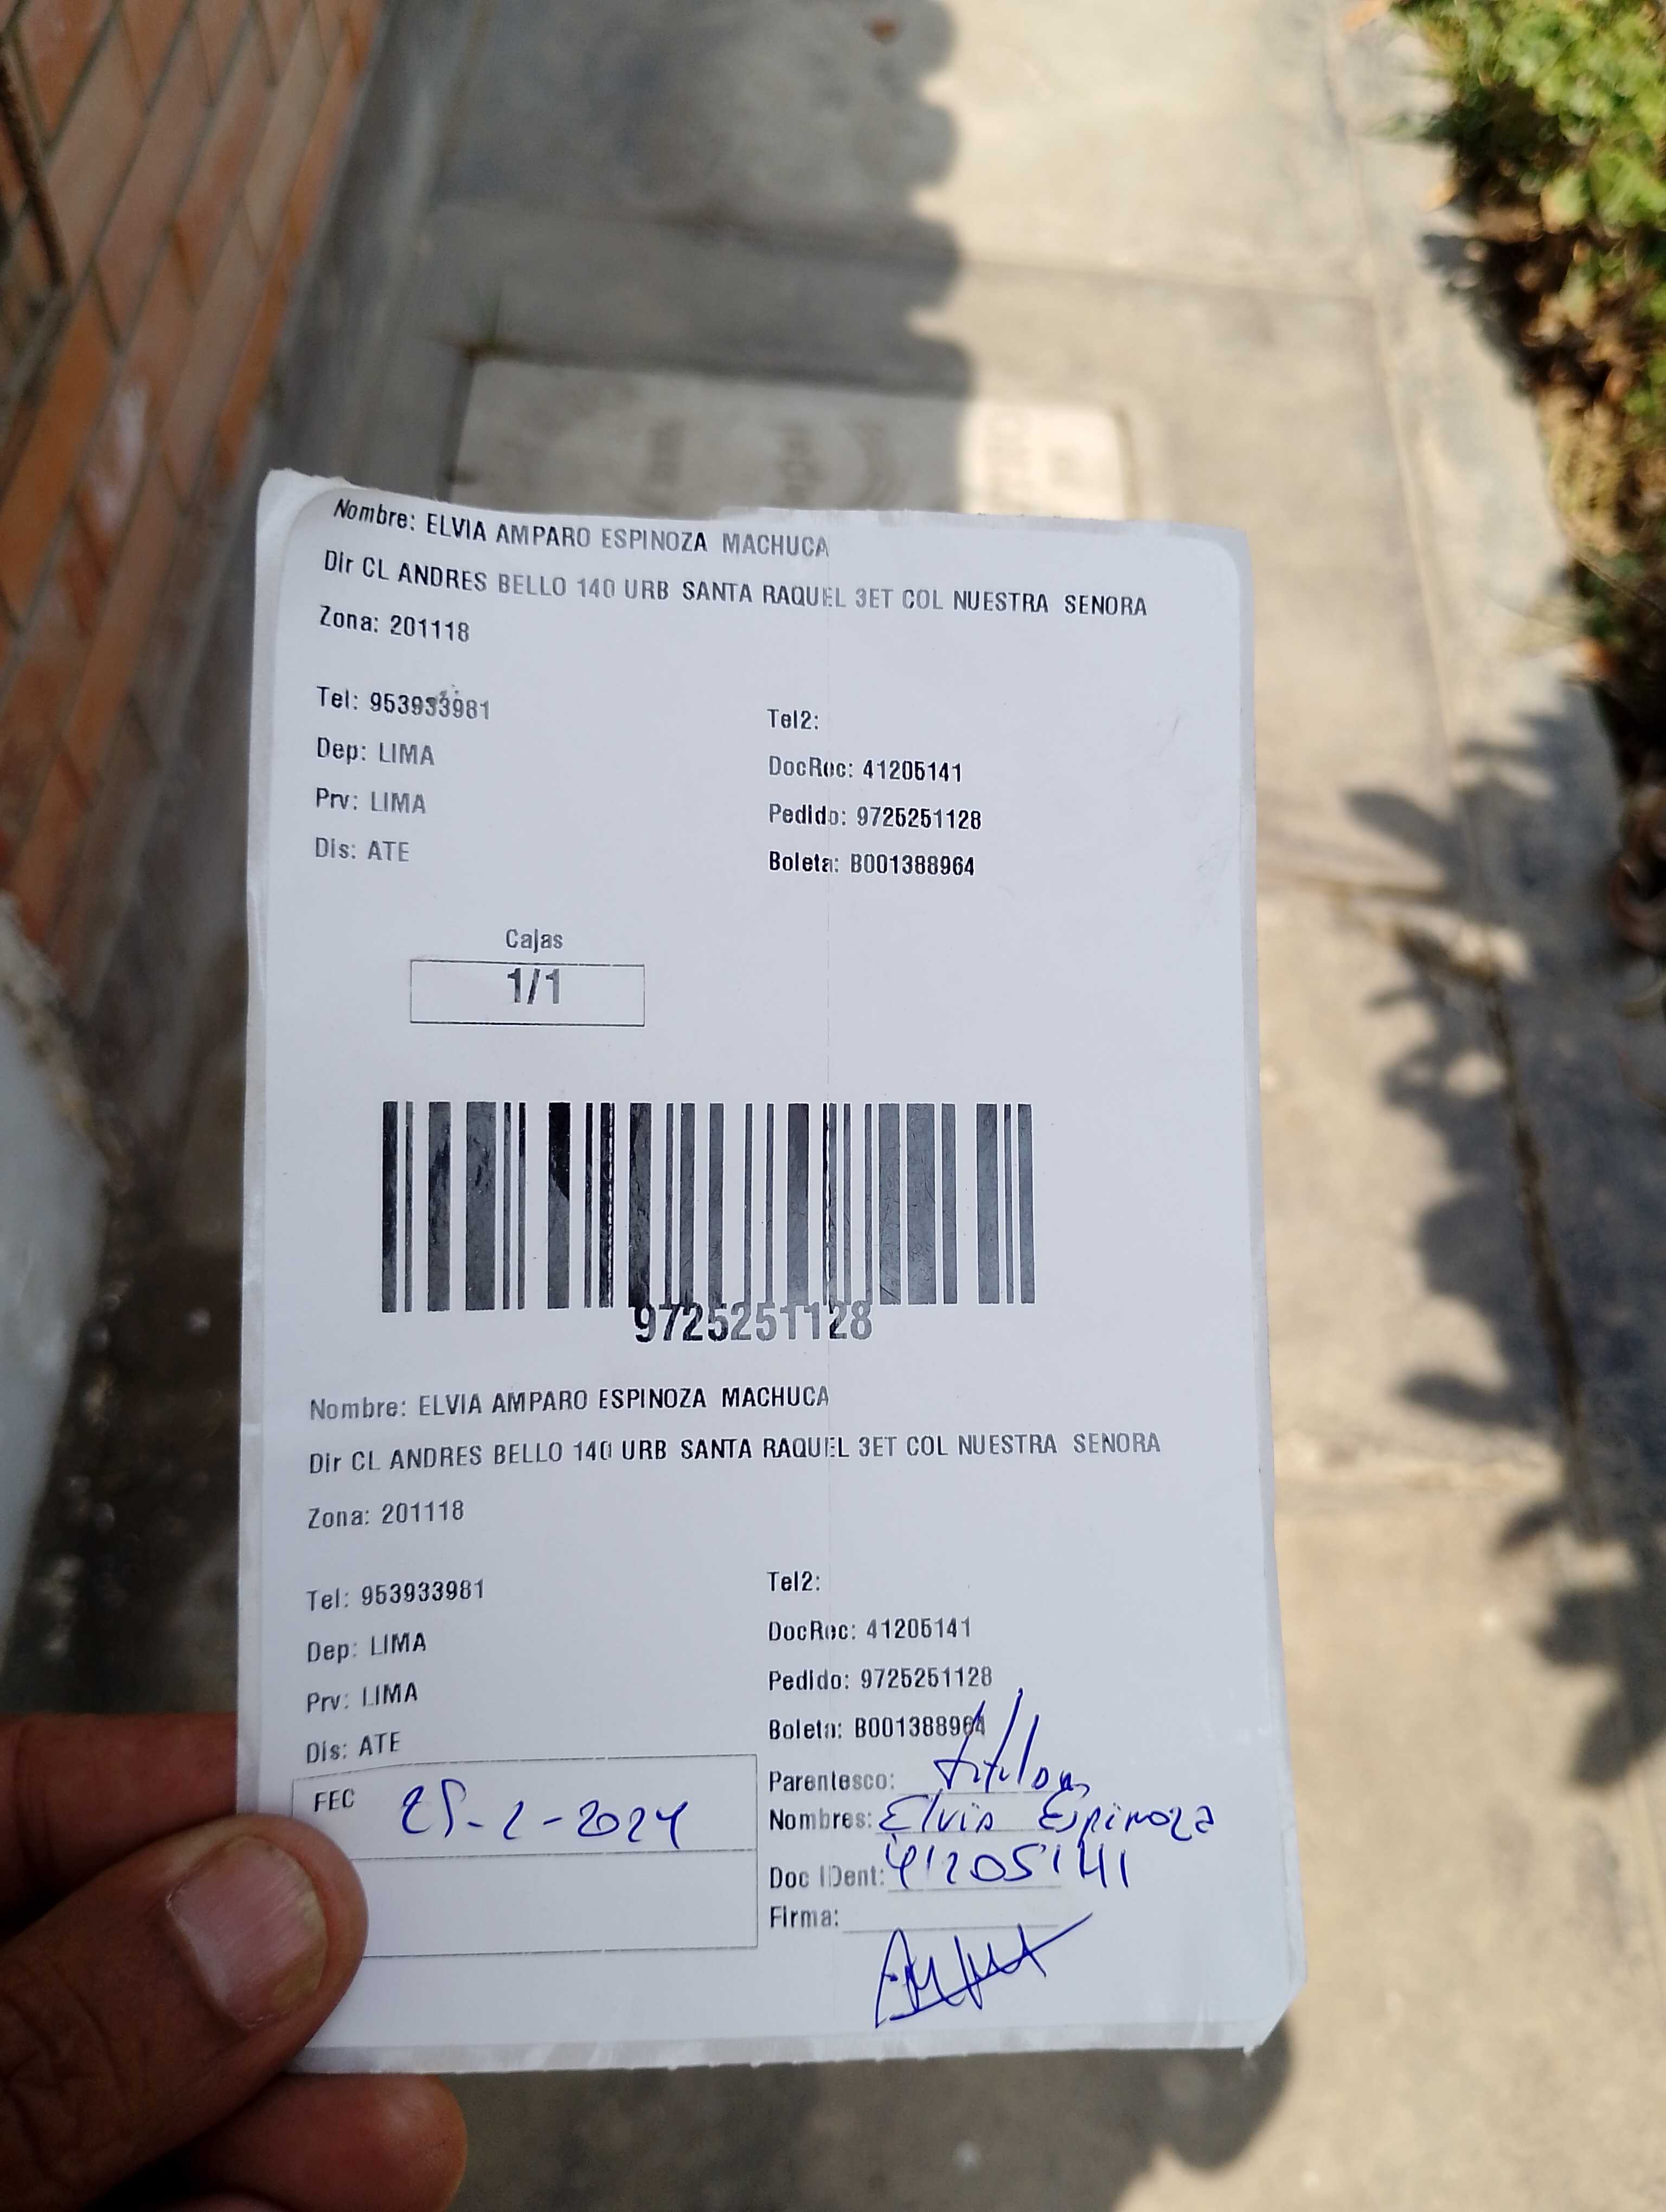 Nombre: ELVIA AMPARO ESPINOZA MACHUCA
Dir CL ANDRES BELLO 140 URB SANTA RAQUEL 3ET COL NUESTRA SENORA
Zona: 201118
Tel: 953933981
Tel2:
Dep: LIMA
DocRec: 41205141
Prv: LIMA
Pedido: 9725251128
Dis: ATE
Boleta: B001388964
Cajas
1/1
9725251128
Nombre: ELVIA AMPARO ESPINOZA MACHUCA
Dir CL ANDRES BELLO 140 URB SANTA RAQUEL 3ET COL NUESTRA SENORA
Zona: 201118
Tel: 953933981
Tel2:
Dep: LIMA
DocRec: 41205141
Prv: LIMA
Pedido: 9725251128
Dis: ATE
Boleta: B001388964
FEC 25-2-2024
Parentesco: titular
Nombres: Elvia Espinoza
Doc IDent: 41205141
Firma: